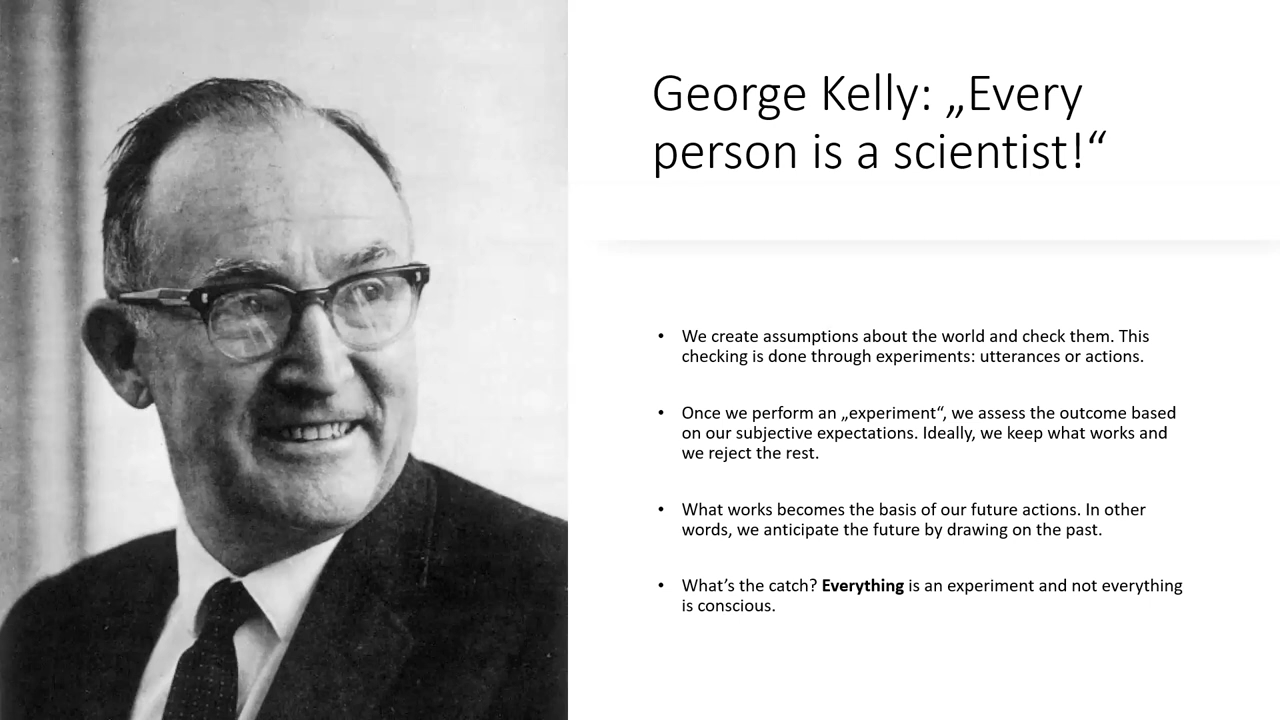 George Kelly: „Every
person is a scientist!“
• We create assumptions about the world and check them. This
checking is done through experiments: utterances or actions.
• Once we perform an „experiment“, we assess the outcome based
on our subjective expectations. Ideally, we keep what works and
we reject the rest.
• What works becomes the basis of our future actions. In other
words, we anticipate the future by drawing on the past.
• What’s the catch? Everything is an experiment and not everything
is conscious.